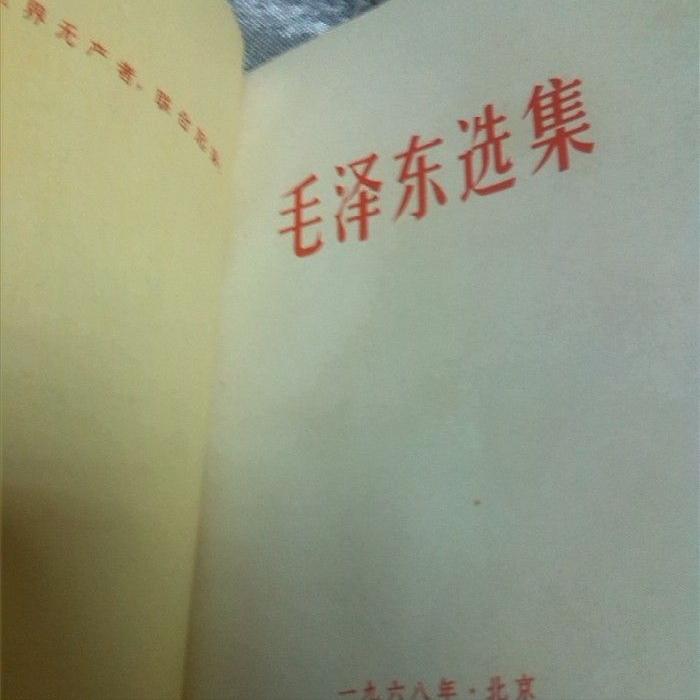 界无产者，联合起来
毛泽东选集
一九六八年·北京